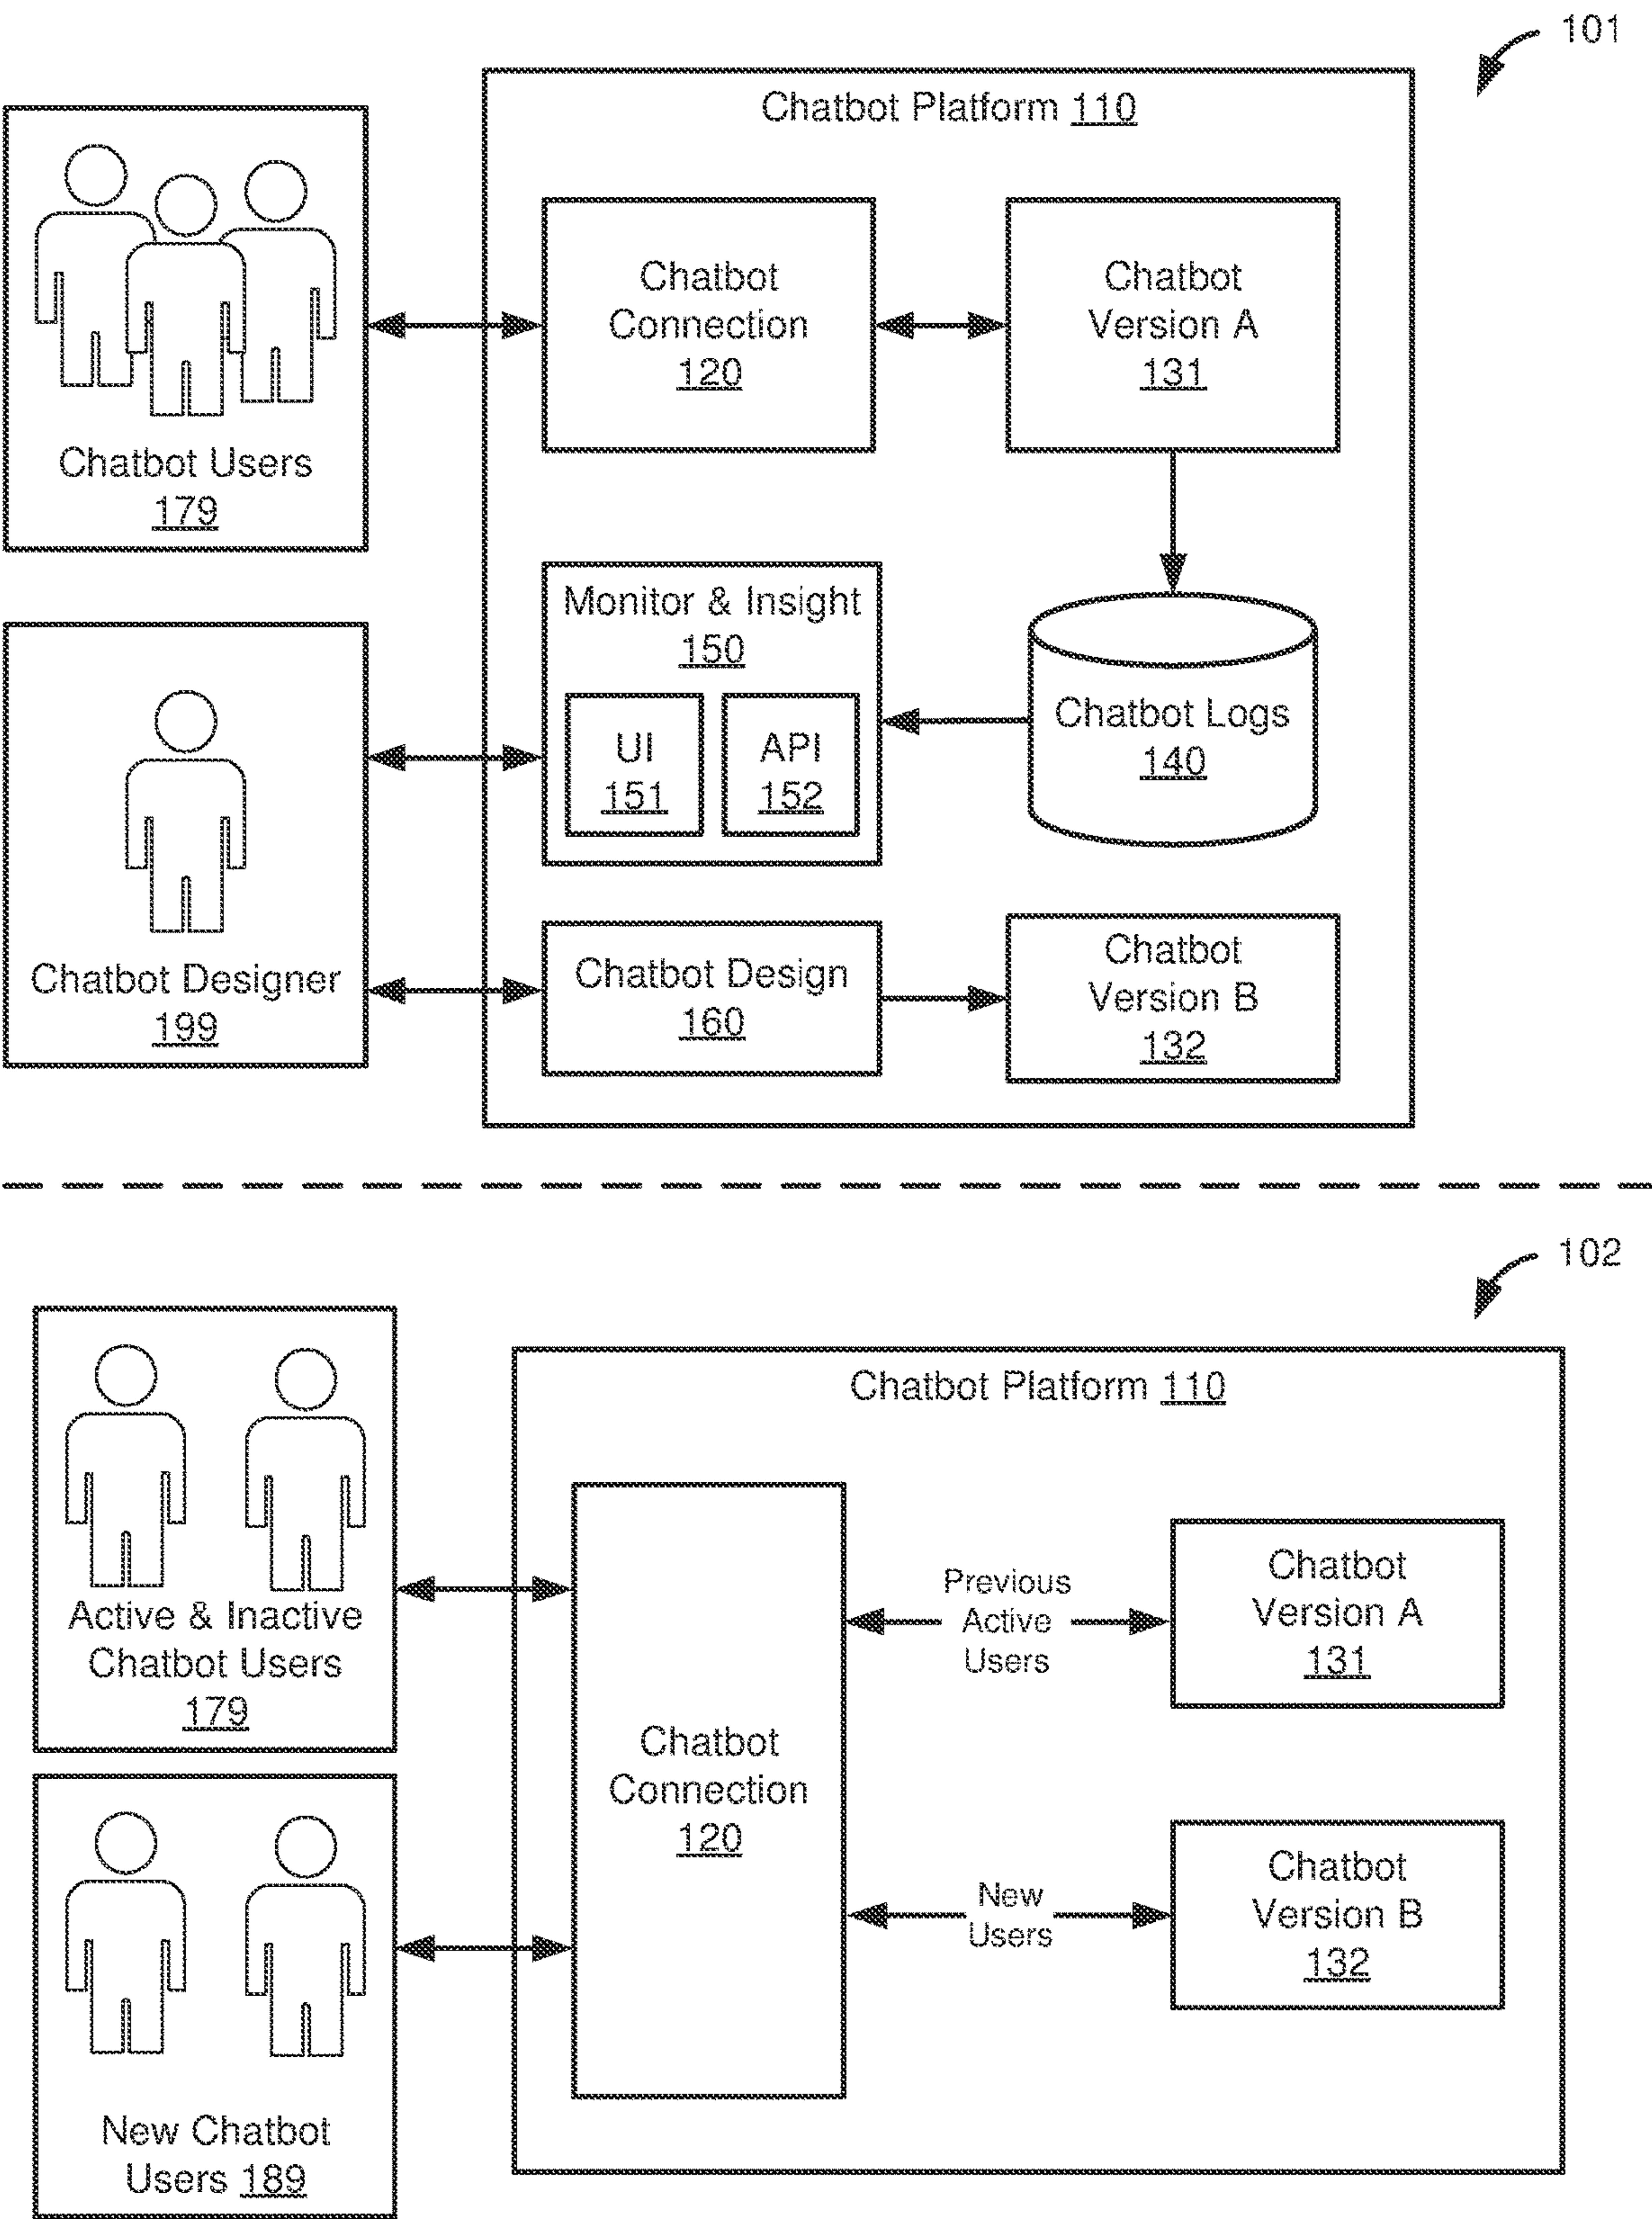 101
Chatbot Platform 110
Chatbot
Connection
120
Chatbot
Version A
131
Chatbot Users
179
Monitor & Insight
150
UI
151
API
152
Chatbot Logs
140
Chatbot Designer
199
Chatbot Design
160
Chatbot
Version B
132
102
Chatbot Platform 110
Active & Inactive
Chatbot Users
179
Previous
Active
Users
Chatbot
Version A
131
Chatbot
Connection
120
New
Users
Chatbot
Version B
132
New Chatbot
Users 189